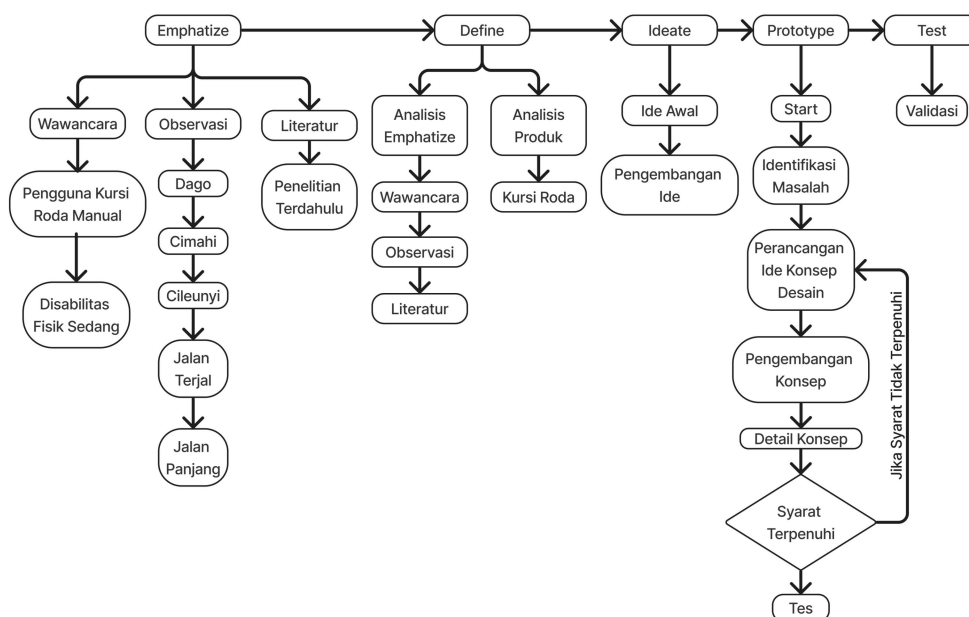 Emphatize
Define
Ideate
Prototype
Test
Wawancara
Pengguna Kursi
Roda Manual
Disabilitas
Fisik Sedang
Observasi
Dago
Cimahi
Cileunyi
Jalan
Terjal
Jalan
Panjang
Literatur
Penelitian
Terdahulu
Analisis
Emphatize
Wawancara
Observasi
Literatur
Analisis
Produk
Kursi Roda
Ide Awal
Pengembangan
Ide
Start
Identifikasi
Masalah
Perancangan
Ide Konsep
Desain
Pengembangan
Konsep
Detail Konsep
Syarat
Terpenuhi
Tes
Jika Syarat Tidak Terpenuhi
Validasi